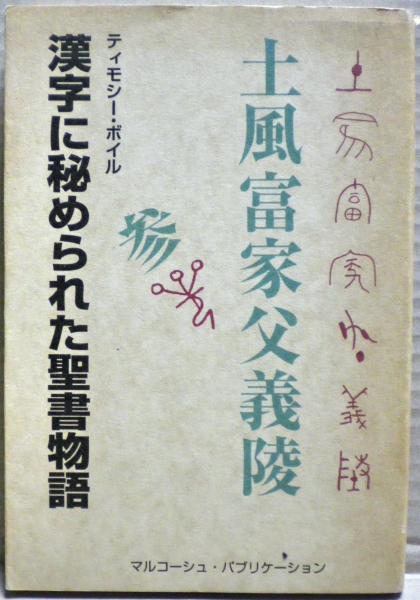 土風富家父義陵
参
ティモシー・ボイル
漢字に秘められた聖書物語
マルコーシュ・パブリケーション